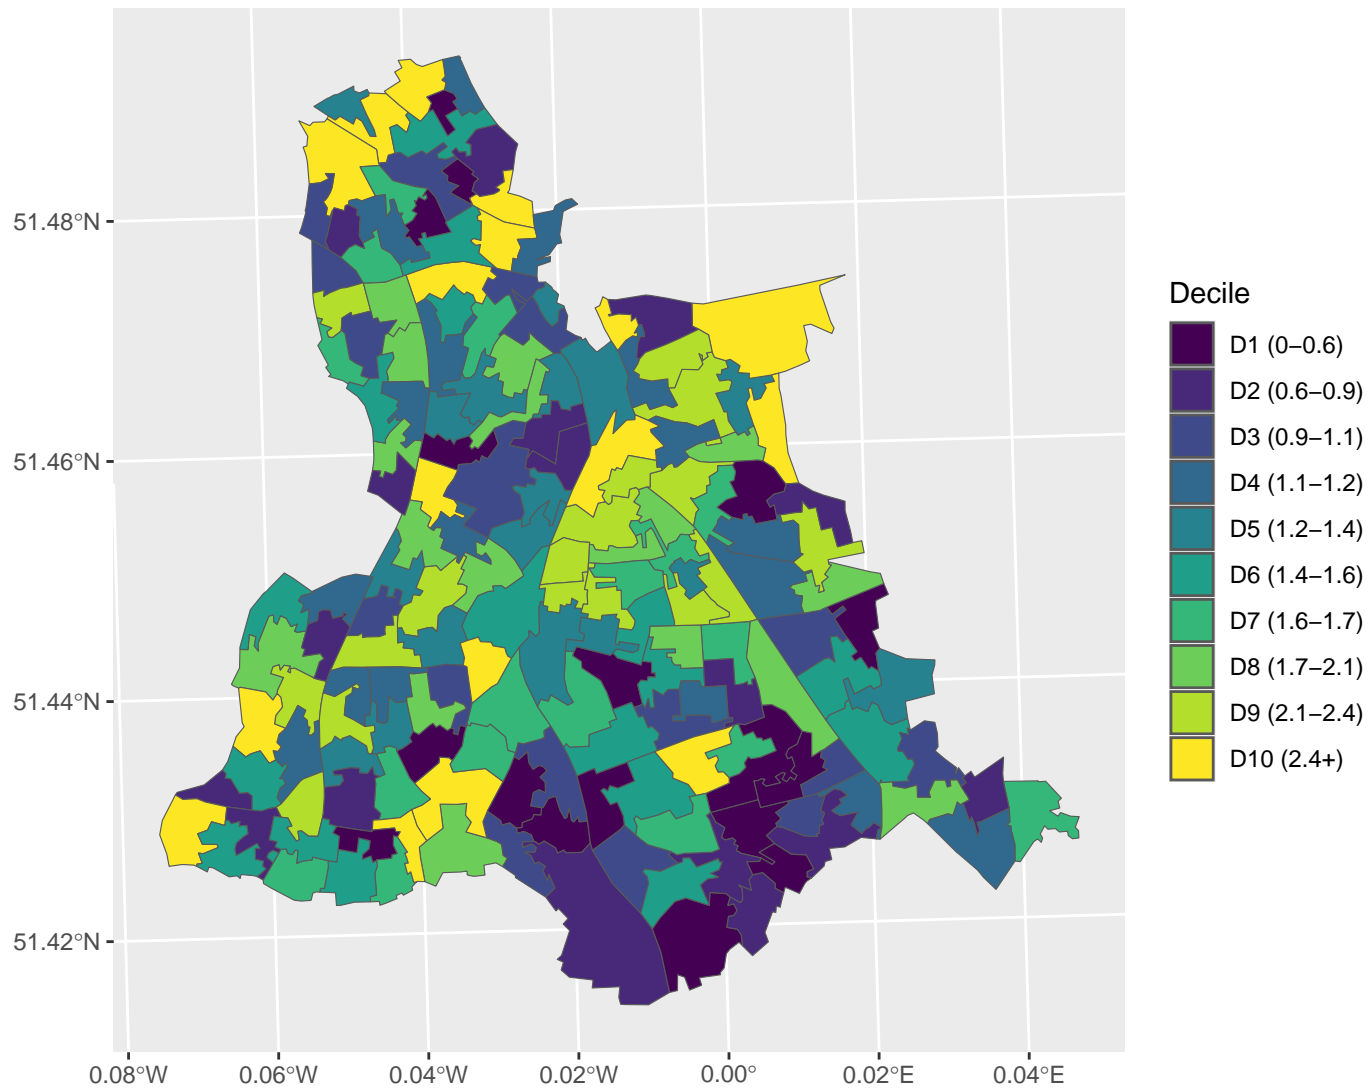 51.48°N
51.46°N
51.44°N
51.42°N
0.08°W
0.06°W
0.04°W
0.02°W
0.00°
0.02°E
0.04°E
Decile
D1 (0−0.6)
D2 (0.6−0.9)
D3 (0.9−1.1)
D4 (1.1−1.2)
D5 (1.2−1.4)
D6 (1.4−1.6)
D7 (1.6−1.7)
D8 (1.7−2.1)
D9 (2.1−2.4)
D10 (2.4+)